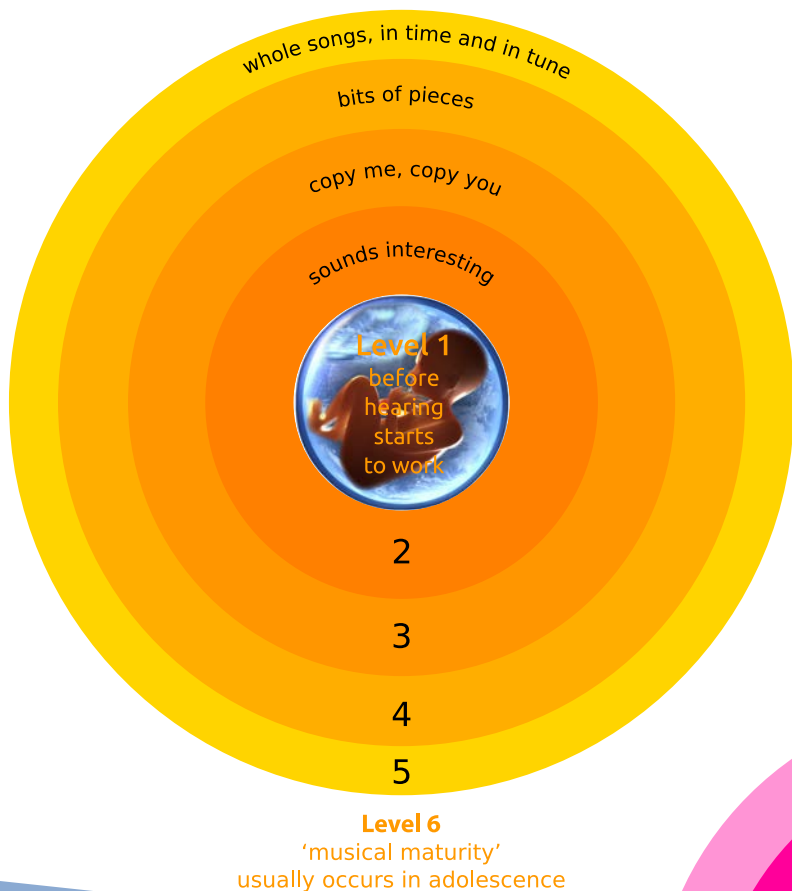 whole songs, in time and in tune
bits of pieces
copy me, copy you
sounds interesting
Level 1
before
hearing
starts
to work
2
3
4
5
Level 6
‘musical maturity’
usually occurs in adolescence